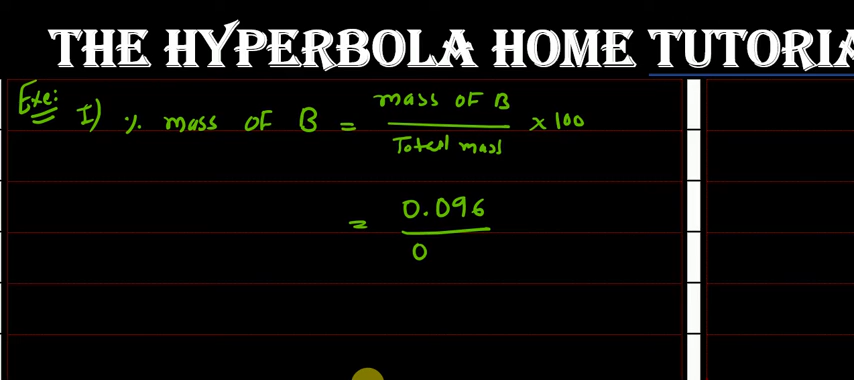 THE HYPERBOLA HOME TUTORIA
Exe:
I) % mass of B = mass of B / Total mass × 100
= 0.096 / 0